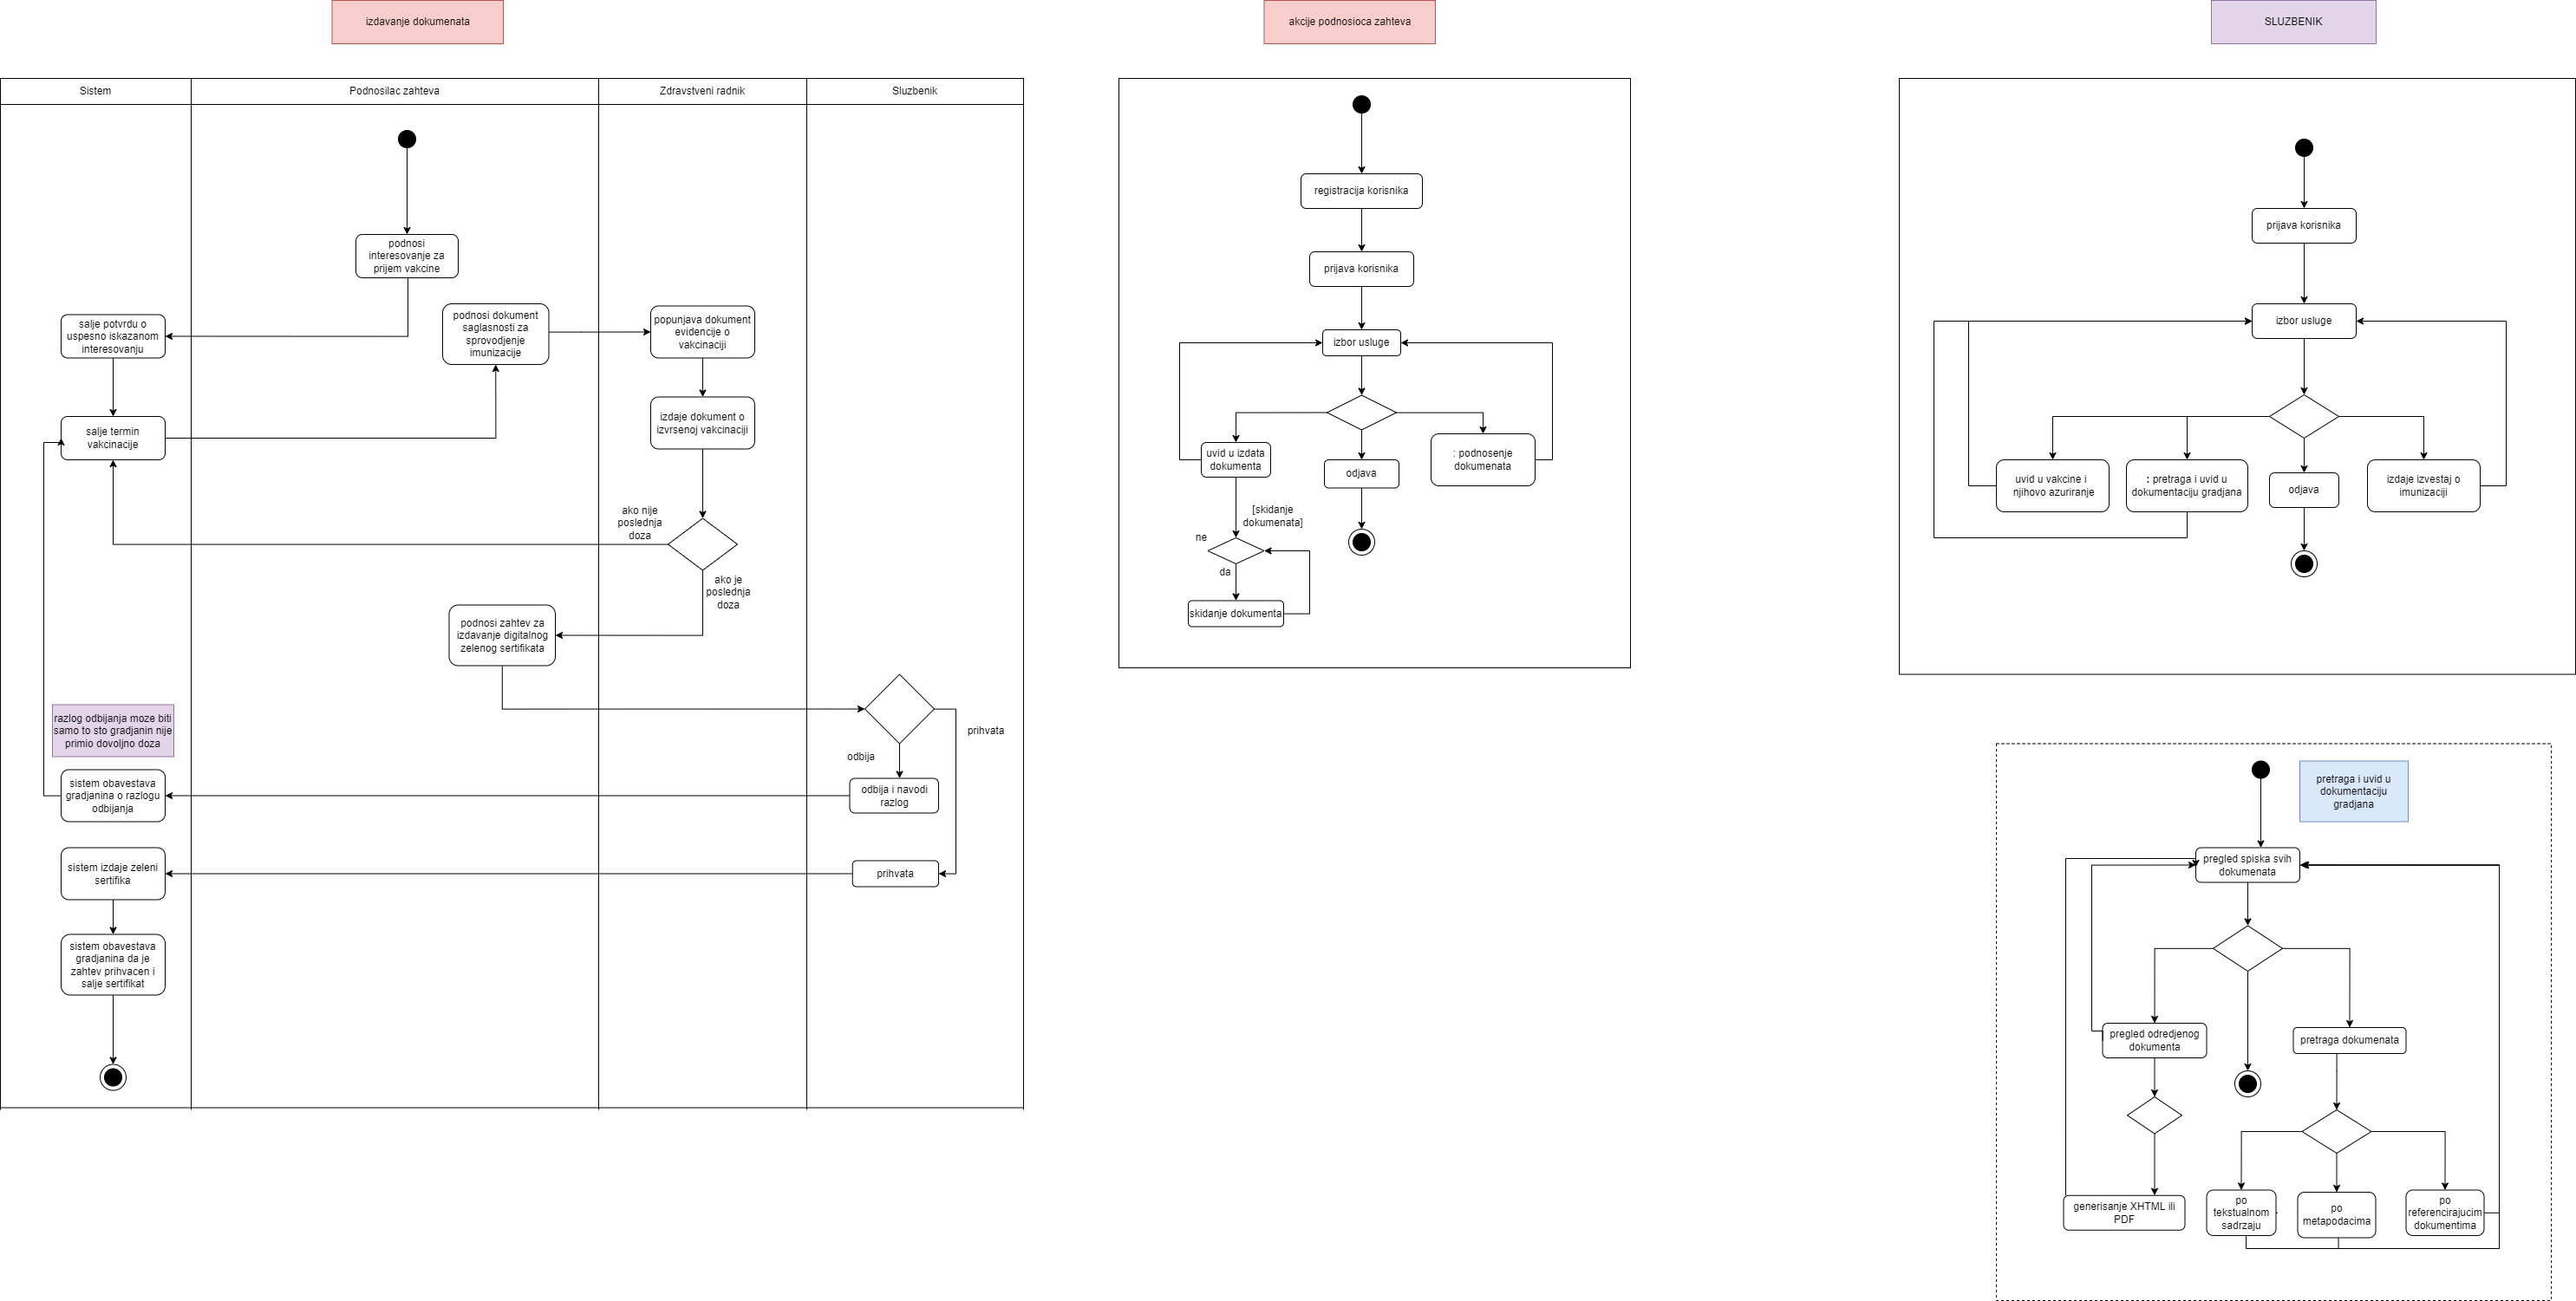 izdavanje dokumenata
Sistem
Podnosilac zahteva
Zdravstveni radnik
Sluzbenik
podnosi
interesovanje za
prijem vakcine
salje potvrdu o
uspesno iskazanom
interesovanju
podnosi dokument
saglasnosti za
sprovodjenje
imunizacije
popunjava dokument
evidencije o
vakcinaciji
salje termin
vakcinacije
izdaje dokument o
izvrsenoj vakcinaciji
ako nije
poslednja
doza
ako je
poslednja
doza
podnosi zahtev za
izdavanje digitalnog
zelenog sertifikata
prihvata
odbija
razlog odbijanja moze biti
samo to sto gradjanin nije
primio dovoljno doza
sistem obavestava
gradjanina o razlogu
odbijanja
odbija i navodi
razlog
sistem izdaje zeleni
sertifika
prihvata
sistem obavestava
gradjanina da je
zahtev prihvacen i
salje sertifikat
akcije podnosioca zahteva
registracija korisnika
prijava korisnika
izbor usluge
uvid u izdata
dokumenta
odjava
: podnosenje
dokumenata
[skidanje
dokumenata]
ne
da
skidanje dokumenta
SLUZBENIK
prijava korisnika
izbor usluge
uvid u vakcine i
njihovo azuriranje
: pretraga i uvid u
dokumentaciju gradjana
odjava
izdaje izvestaj o
imunizaciji
pretraga i uvid u
dokumentaciju
gradjana
pregled spiska svih
dokumenata
pregled odredjenog
dokumenta
pretraga dokumenata
generisanje XHTML ili
PDF
po
tekstualnom
sadrzaju
po
metapodacima
po
referencirajucim
dokumentima